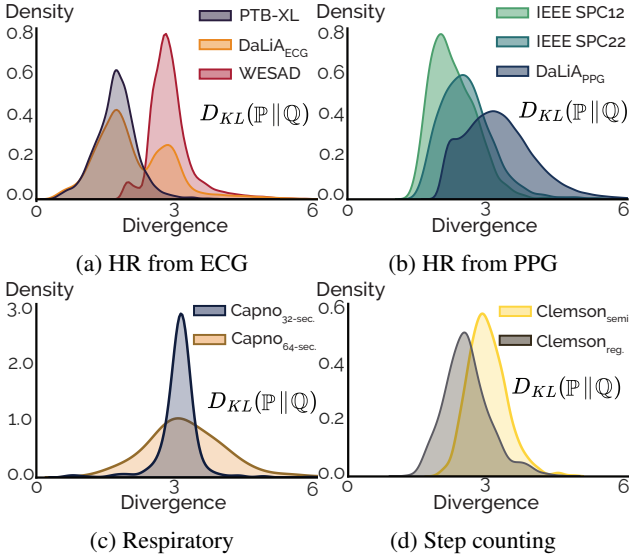 Density
0.8
0.6
0.4
0.2
0.0
PTB-XL
DaLiA_ECG
WESAD
D_KL(ℙ‖ℚ)
0 3 6
Divergence
(a) HR from ECG
Density
0.8
0.6
0.4
0.2
0.0
IEEE SPC12
IEEE SPC22
DaLiA_PPG
D_KL(ℙ‖ℚ)
0 3 6
Divergence
(b) HR from PPG
Density
3.0
2.0
1.0
0.0
Capno_32-sec.
Capno_64-sec.
D_KL(ℙ‖ℚ)
0 3 6
Divergence
(c) Respiratory
Density
0.6
0.4
0.2
0.0
Clemson_semi
Clemson_reg.
D_KL(ℙ‖ℚ)
0 3 6
Divergence
(d) Step counting